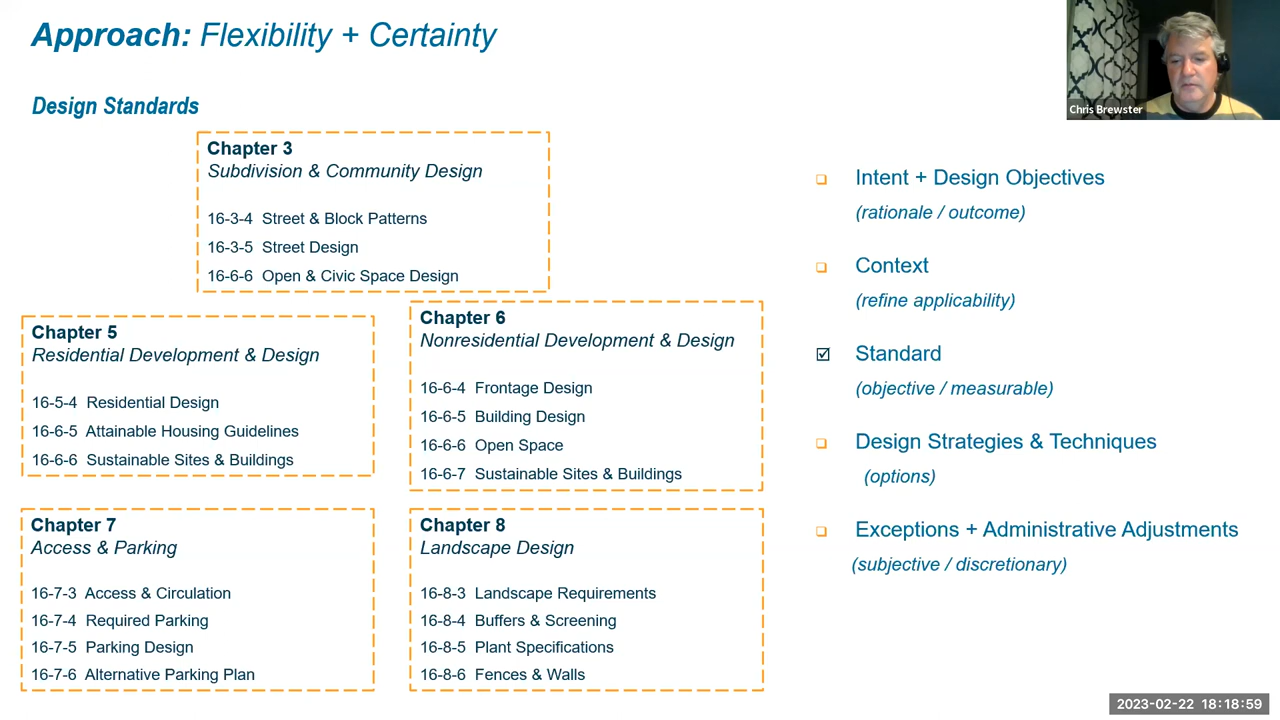 Approach: Flexibility + Certainty
Chris Brewster
Design Standards
Chapter 3
Subdivision & Community Design
16-3-4 Street & Block Patterns
16-3-5 Street Design
16-6-6 Open & Civic Space Design
Chapter 5
Residential Development & Design
16-5-4 Residential Design
16-6-5 Attainable Housing Guidelines
16-6-6 Sustainable Sites & Buildings
Chapter 6
Nonresidential Development & Design
16-6-4 Frontage Design
16-6-5 Building Design
16-6-6 Open Space
16-6-7 Sustainable Sites & Buildings
Chapter 7
Access & Parking
16-7-3 Access & Circulation
16-7-4 Required Parking
16-7-5 Parking Design
16-7-6 Alternative Parking Plan
Chapter 8
Landscape Design
16-8-3 Landscape Requirements
16-8-4 Buffers & Screening
16-8-5 Plant Specifications
16-8-6 Fences & Walls
Intent + Design Objectives
(rationale / outcome)
Context
(refine applicability)
Standard
(objective / measurable)
Design Strategies & Techniques
(options)
Exceptions + Administrative Adjustments
(subjective / discretionary)
2023-02-22 18:18:59